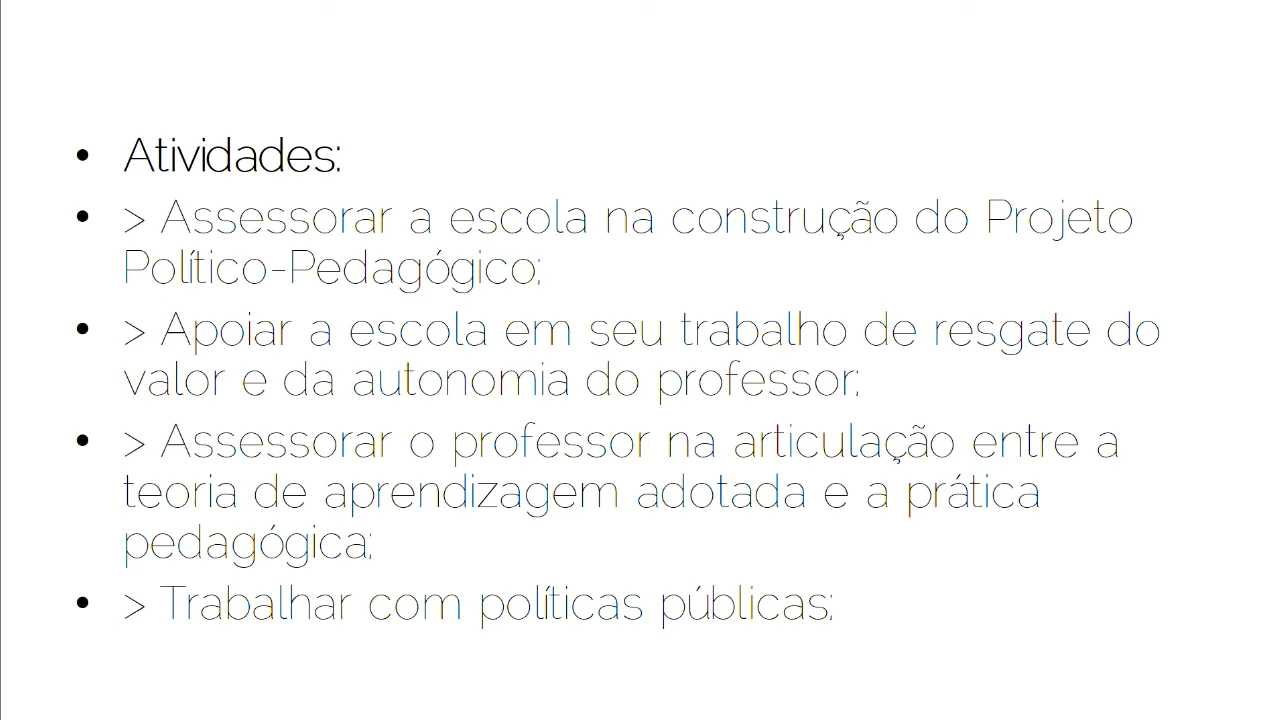 • Atividades:
• > Assessorar a escola na construção do Projeto
Político-Pedagógico;
• > Apoiar a escola em seu trabalho de resgate do
valor e da autonomia do professor;
• > Assessorar o professor na articulação entre a
teoria de aprendizagem adotada e a prática
pedagógica;
• > Trabalhar com políticas públicas;